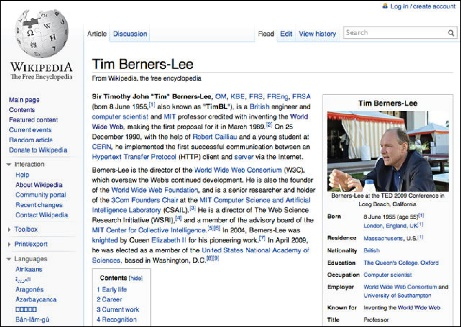 Log in / create account
Article Discussion Read Edit View history Search
WIKIPEDIA
The Free Encyclopedia
Main page
Contents
Featured content
Current events
Random article
Donate to Wikipedia
Interaction
Help
About Wikipedia
Community portal
Recent changes
Contact Wikipedia
Toolbox
Print/export
Languages
Afrikaans
Aragonés
Azərbaycanca
Bân-lâm-gú
Tim Berners-Lee
From Wikipedia, the free encyclopedia
Sir Timothy John "Tim" Berners-Lee, OM, KBE, FRS, FREng, FRSA
(born 8 June 1955,[1] also known as "TimBL"), is a British engineer and
computer scientist and MIT professor credited with inventing the World
Wide Web, making the first proposal for it in March 1989.[2] On 25
December 1990, with the help of Robert Cailliau and a young student at
CERN, he implemented the first successful communication between an
Hypertext Transfer Protocol (HTTP) client and server via the Internet.
Berners-Lee is the director of the World Wide Web Consortium (W3C),
which oversees the Web's continued development. He is also the founder
of the World Wide Web Foundation, and is a senior researcher and holder
of the 3Com Founders Chair at the MIT Computer Science and Artificial
Intelligence Laboratory (CSAIL).[3] He is a director of The Web Science
Research Initiative (WSRI),[4] and a member of the advisory board of the
MIT Center for Collective Intelligence.[5][6] In 2004, Berners-Lee was
knighted by Queen Elizabeth II for his pioneering work.[7] In April 2009,
he was elected as a member of the United States National Academy of
Sciences, based in Washington, D.C.[8][9]
Contents [hide]
1 Early life
2 Career
3 Current work
4 Recognition
Tim Berners-Lee
Berners-Lee at the TED 2009 Conference in
Long Beach, California
Born 8 June 1955 (age 55)[1]
London, England, UK[1]
Residence Massachusetts, U.S.[1]
Nationality British
Education The Queen's College, Oxford
Occupation Computer scientist
Employer World Wide Web Consortium and
University of Southampton
Known for Inventing the World Wide Web
Title Professor